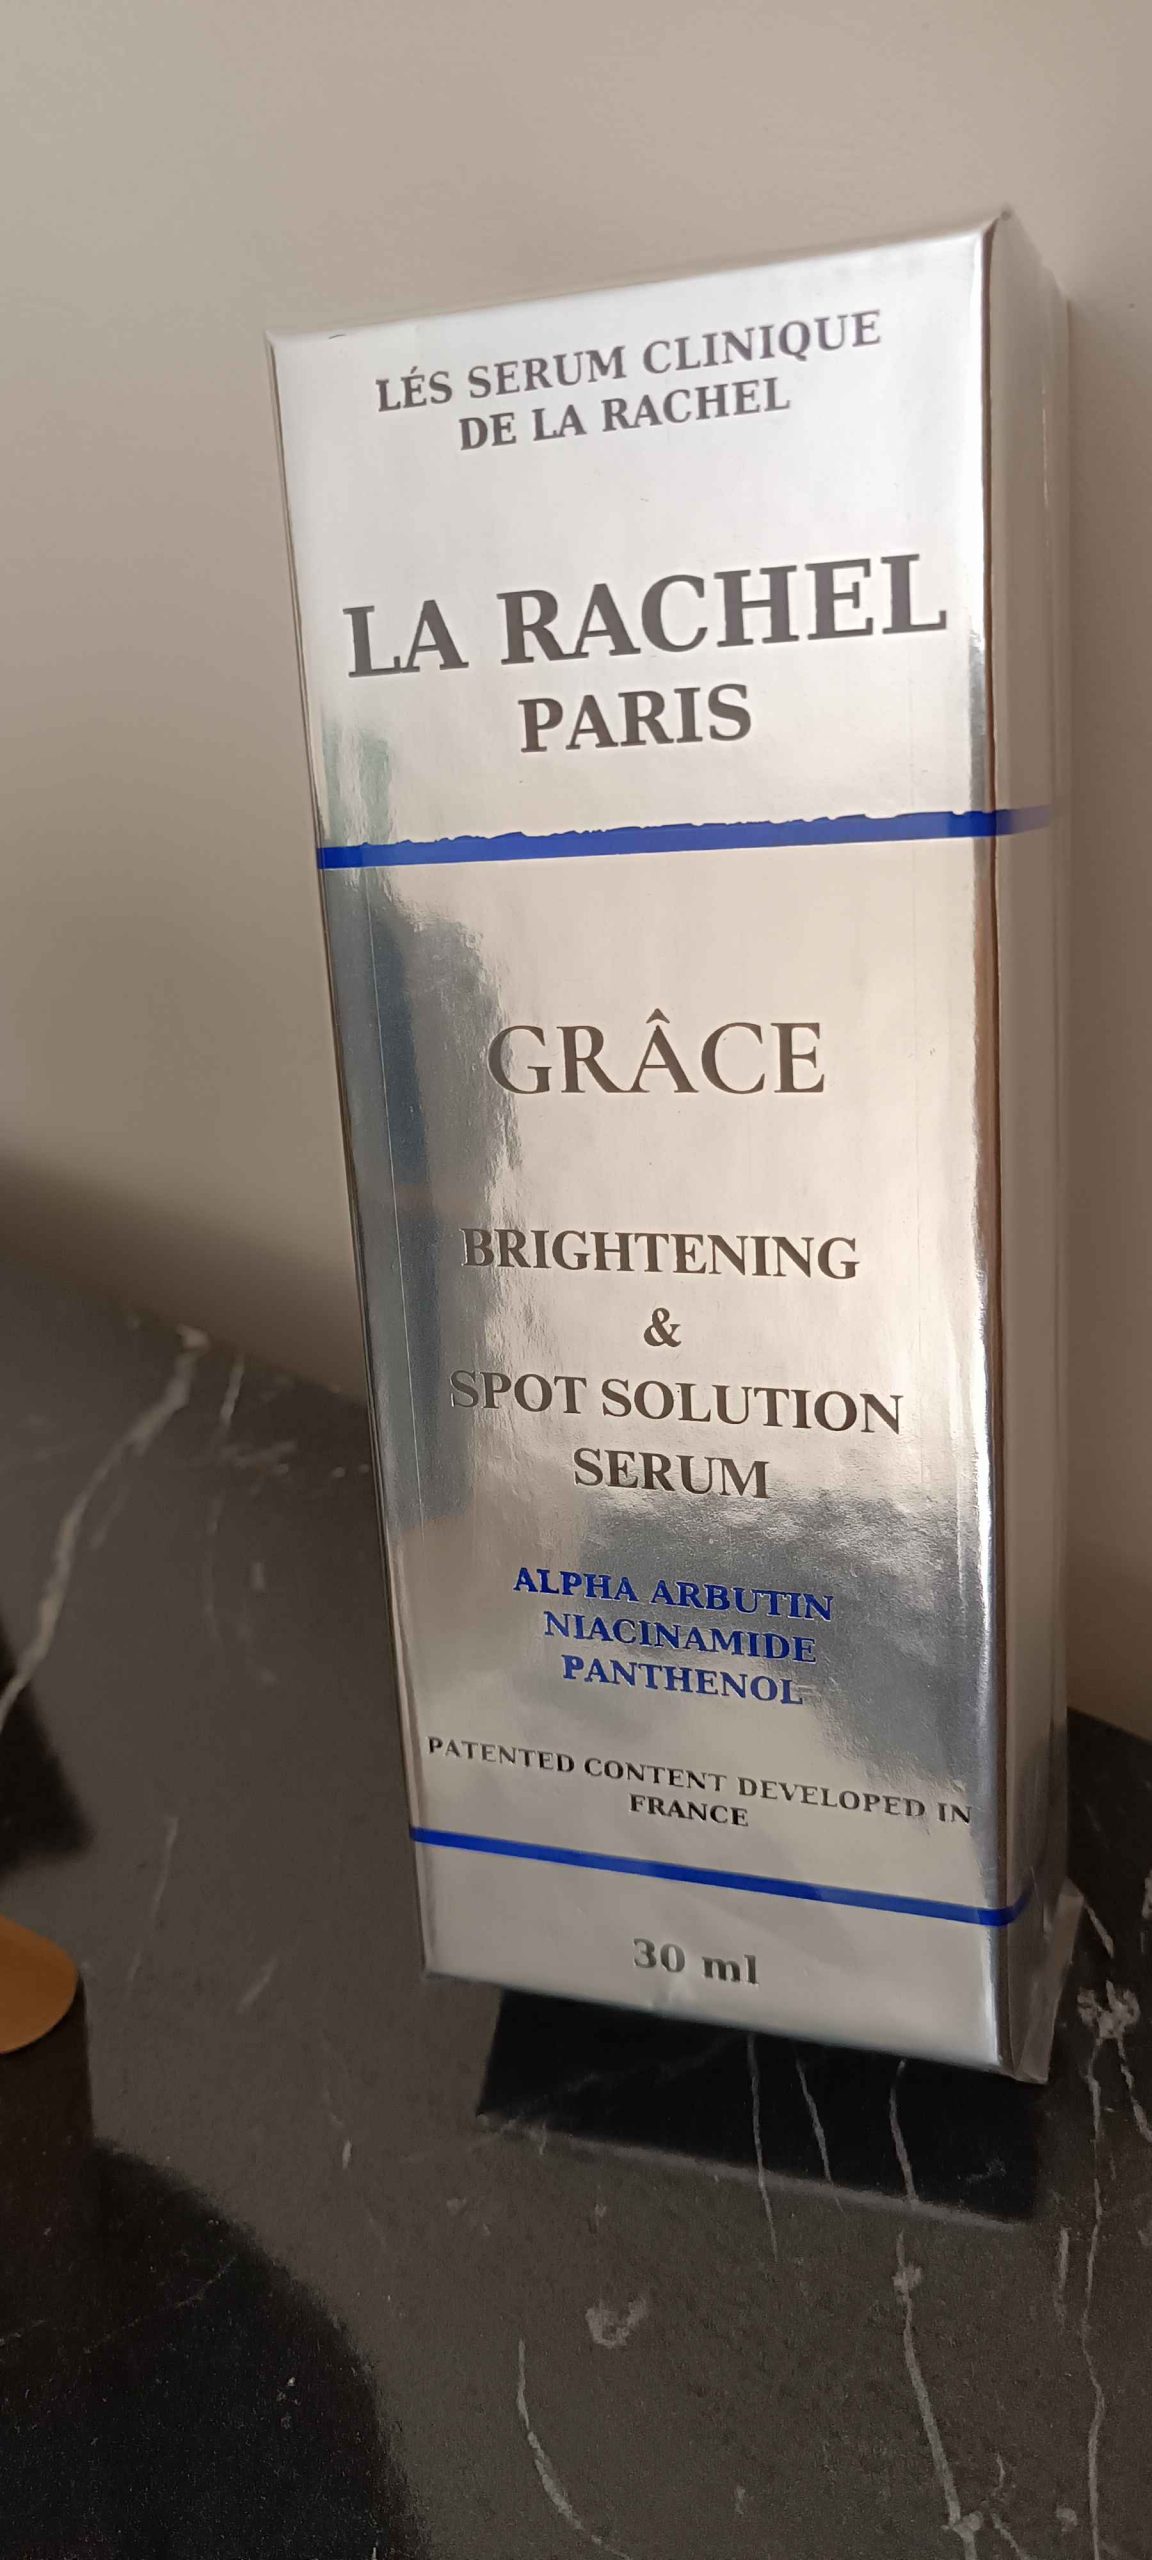 LÉS SERUM CLINIQUE
DE LA RACHEL
LA RACHEL
PARIS
GRÂCE
BRIGHTENING
&
SPOT SOLUTION
SERUM
ALPHA ARBUTIN
NIACINAMIDE
PANTHENOL
PATENTED CONTENT DEVELOPED IN
FRANCE
30 ml